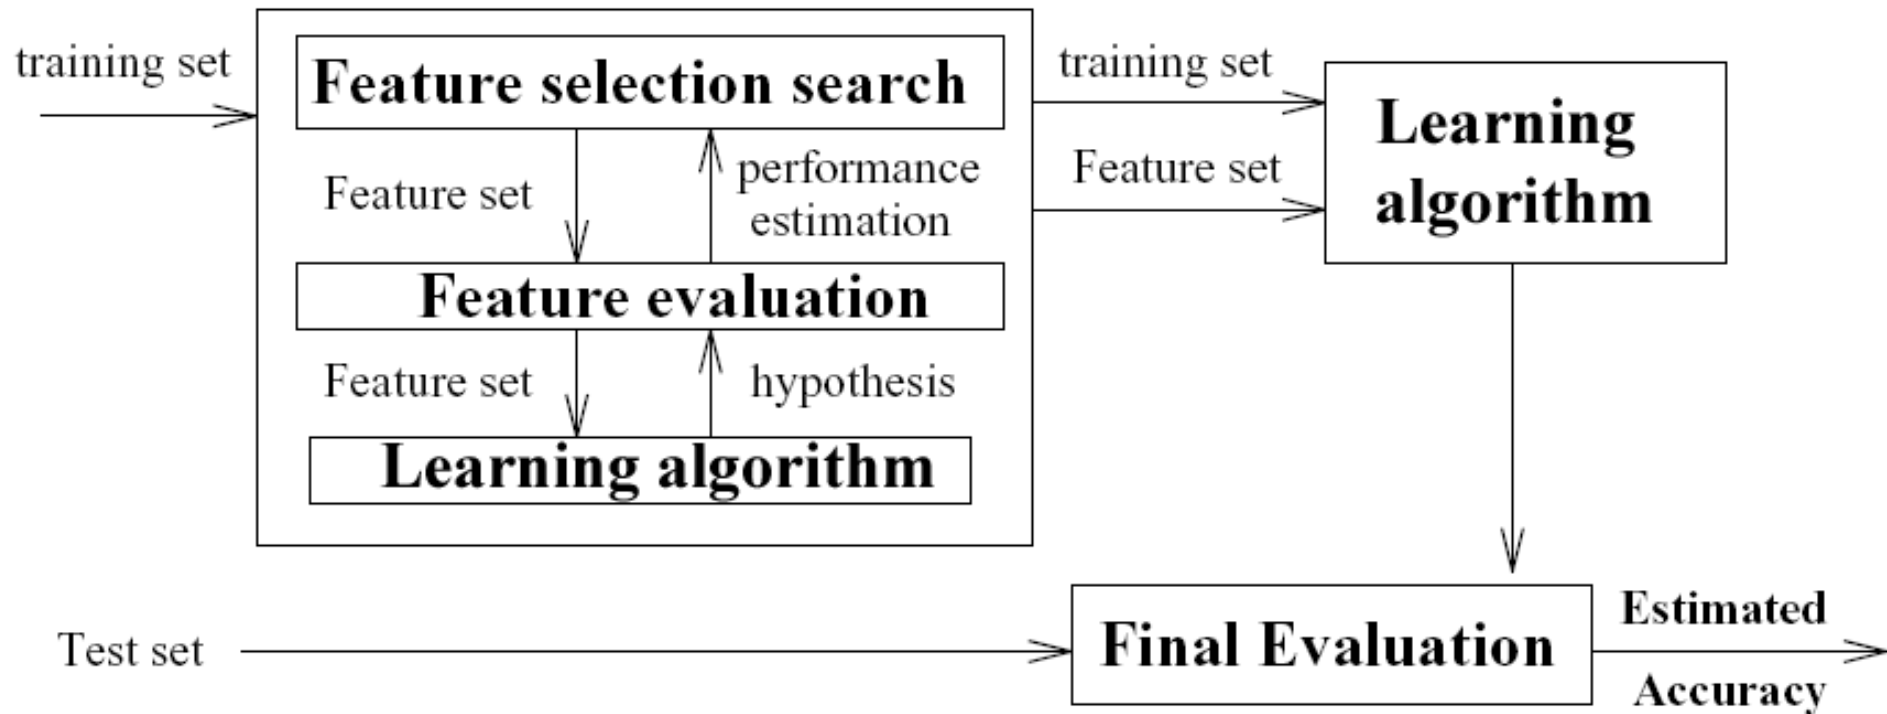 training set
Feature selection search
Feature set
performance
estimation
Feature evaluation
Feature set
hypothesis
Learning algorithm
training set
Feature set
Learning
algorithm
Test set
Final Evaluation
Estimated
Accuracy